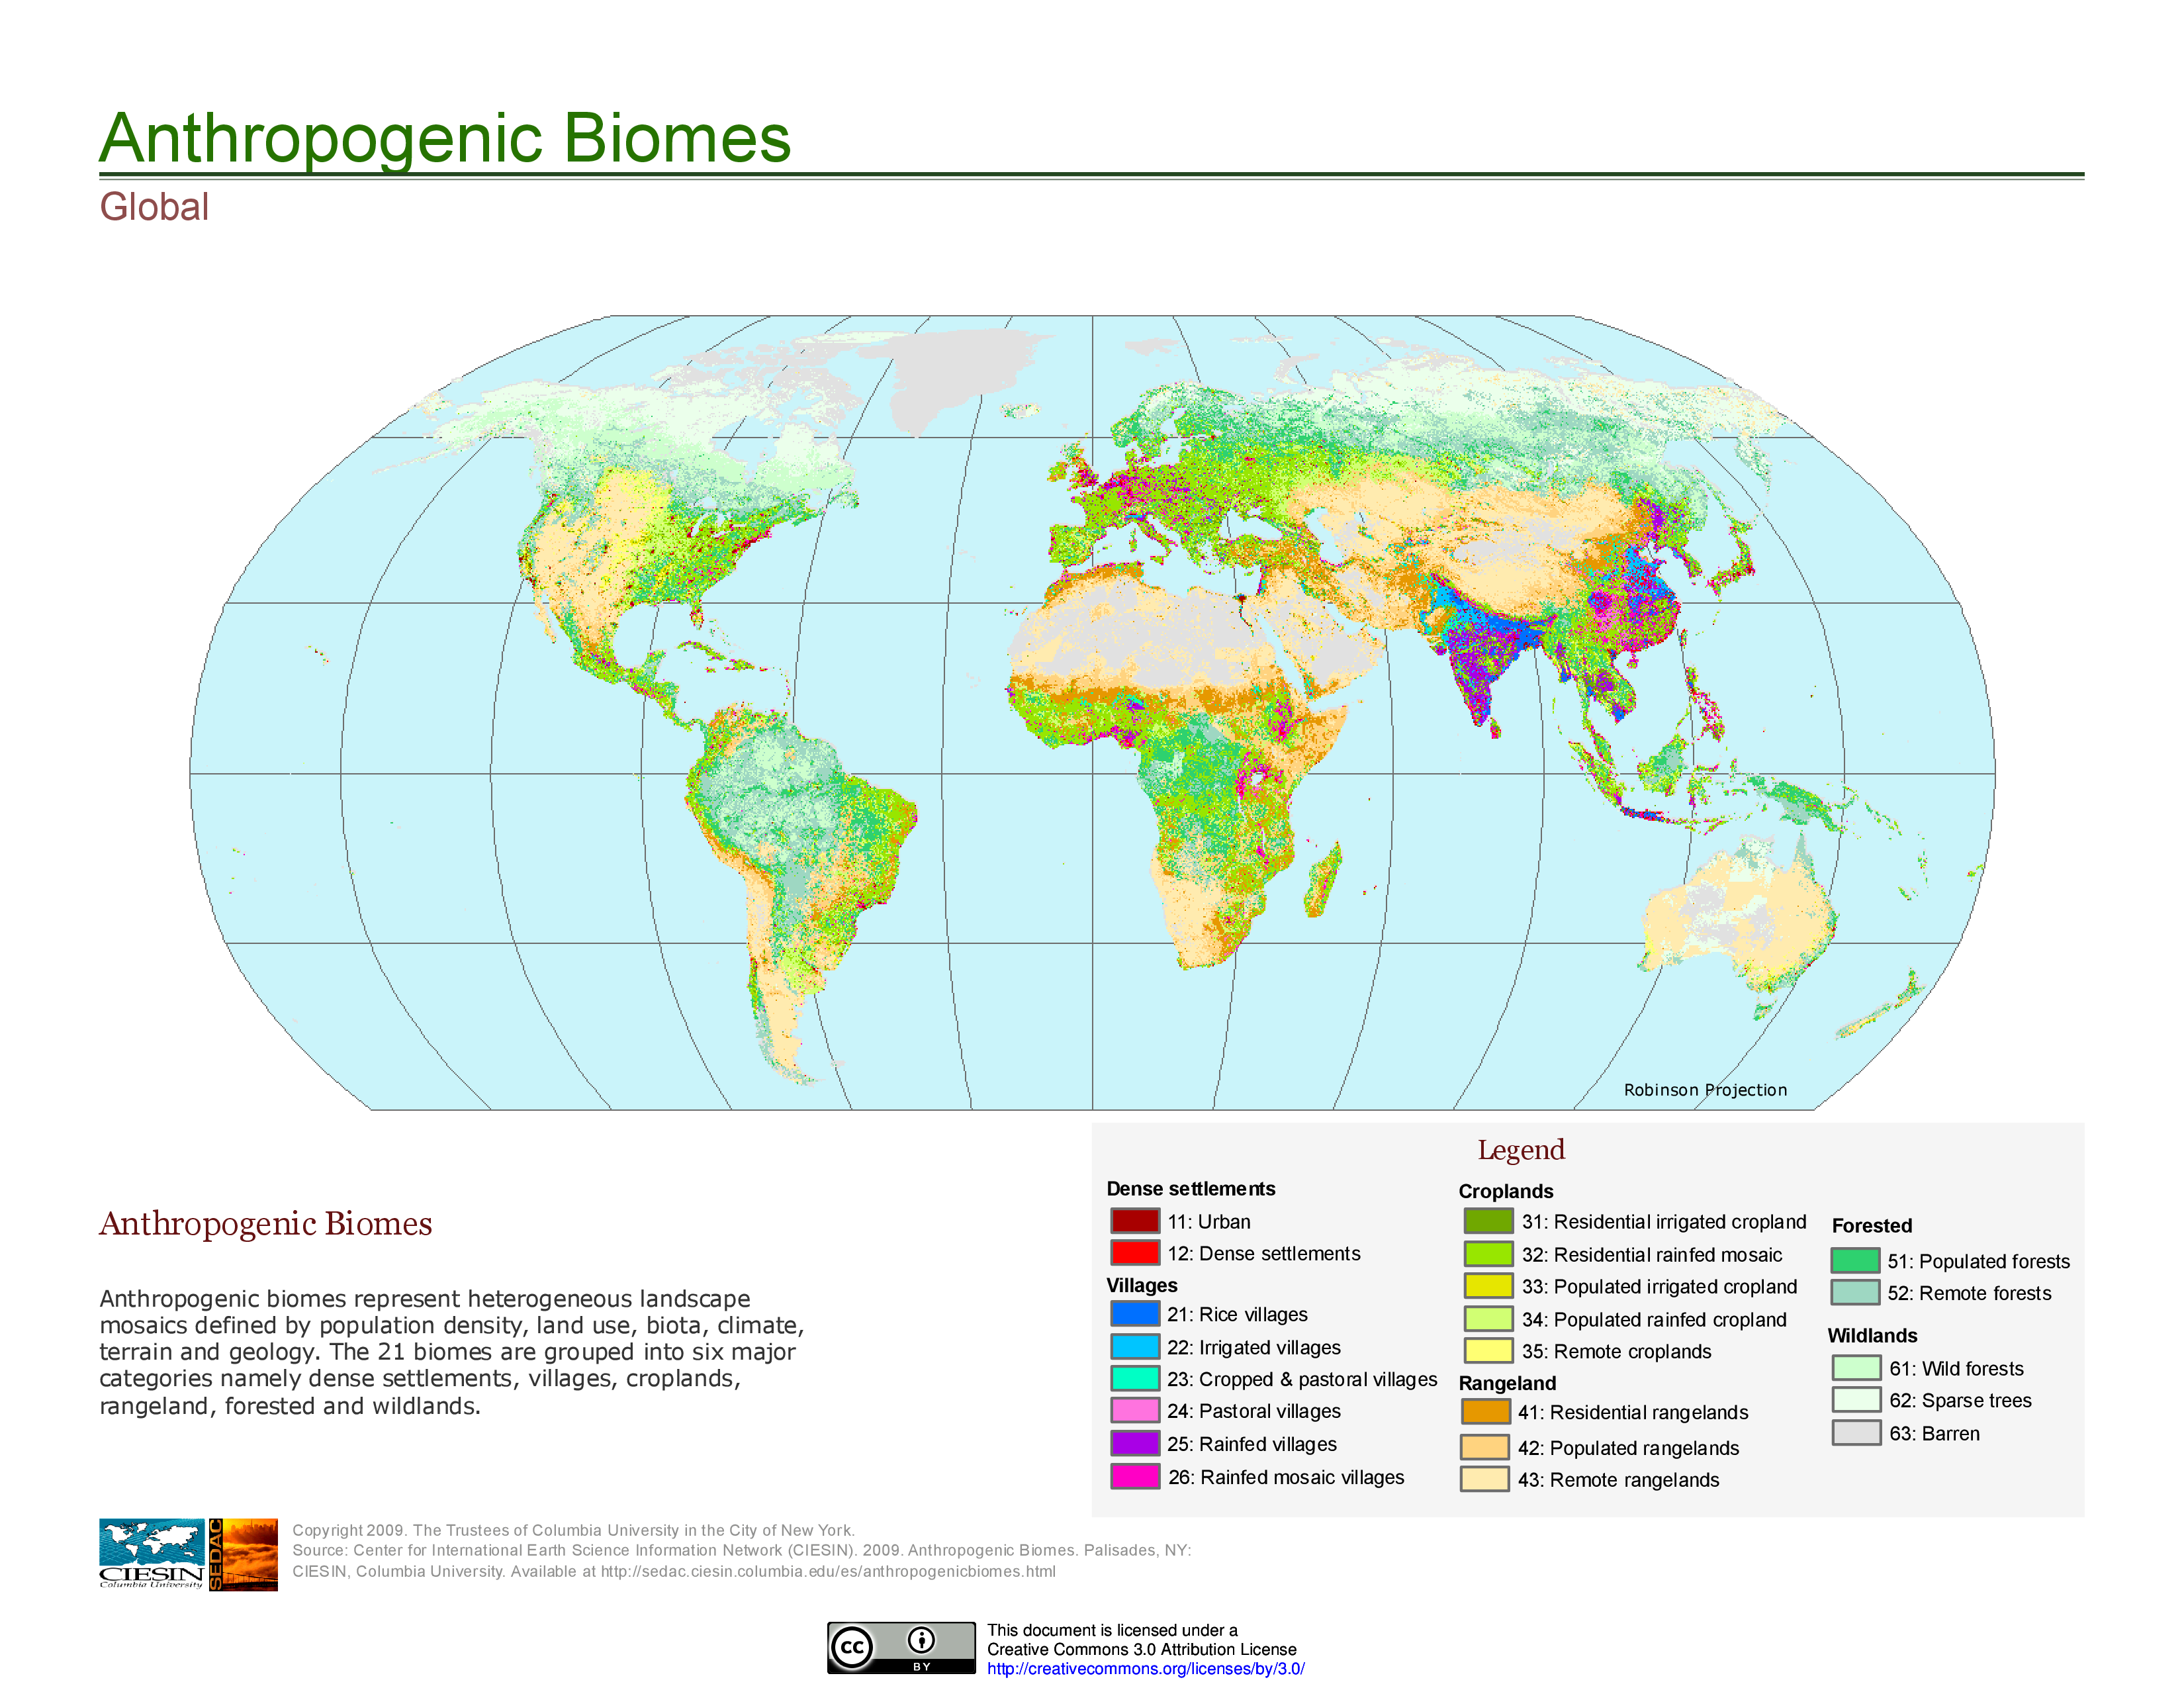 Anthropogenic Biomes
Global
Robinson Projection
Legend
Dense settlements
11: Urban
12: Dense settlements
Villages
21: Rice villages
22: Irrigated villages
23: Cropped & pastoral villages
24: Pastoral villages
25: Rainfed villages
26: Rainfed mosaic villages
Croplands
31: Residential irrigated cropland
32: Residential rainfed mosaic
33: Populated irrigated cropland
34: Populated rainfed cropland
35: Remote croplands
Rangeland
41: Residential rangelands
42: Populated rangelands
43: Remote rangelands
Forested
51: Populated forests
52: Remote forests
Wildlands
61: Wild forests
62: Sparse trees
63: Barren
Anthropogenic Biomes
Anthropogenic biomes represent heterogeneous landscape
mosaics defined by population density, land use, biota, climate,
terrain and geology. The 21 biomes are grouped into six major
categories namely dense settlements, villages, croplands,
rangeland, forested and wildlands.
CIESIN
Columbia University
SEDAC
Copyright 2009. The Trustees of Columbia University in the City of New York.
Source: Center for International Earth Science Information Network (CIESIN). 2009. Anthropogenic Biomes. Palisades, NY:
CIESIN, Columbia University. Available at http://sedac.ciesin.columbia.edu/es/anthropogenicbiomes.html
cc
BY
This document is licensed under a
Creative Commons 3.0 Attribution License
http://creativecommons.org/licenses/by/3.0/